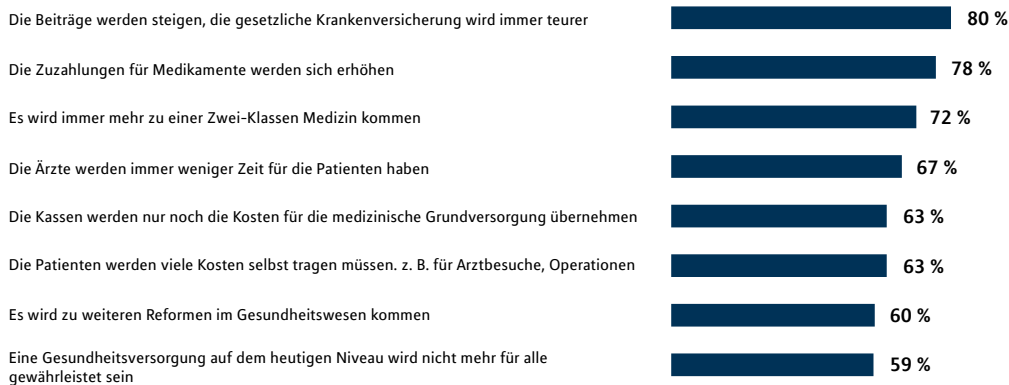 Die Beiträge werden steigen, die gesetzliche Krankenversicherung wird immer teurer 80 %
Die Zuzahlungen für Medikamente werden sich erhöhen 78 %
Es wird immer mehr zu einer Zwei-Klassen Medizin kommen 72 %
Die Ärzte werden immer weniger Zeit für die Patienten haben 67 %
Die Kassen werden nur noch die Kosten für die medizinische Grundversorgung übernehmen 63 %
Die Patienten werden viele Kosten selbst tragen müssen. z. B. für Arztbesuche, Operationen 63 %
Es wird zu weiteren Reformen im Gesundheitswesen kommen 60 %
Eine Gesundheitsversorgung auf dem heutigen Niveau wird nicht mehr für alle
gewährleistet sein 59 %